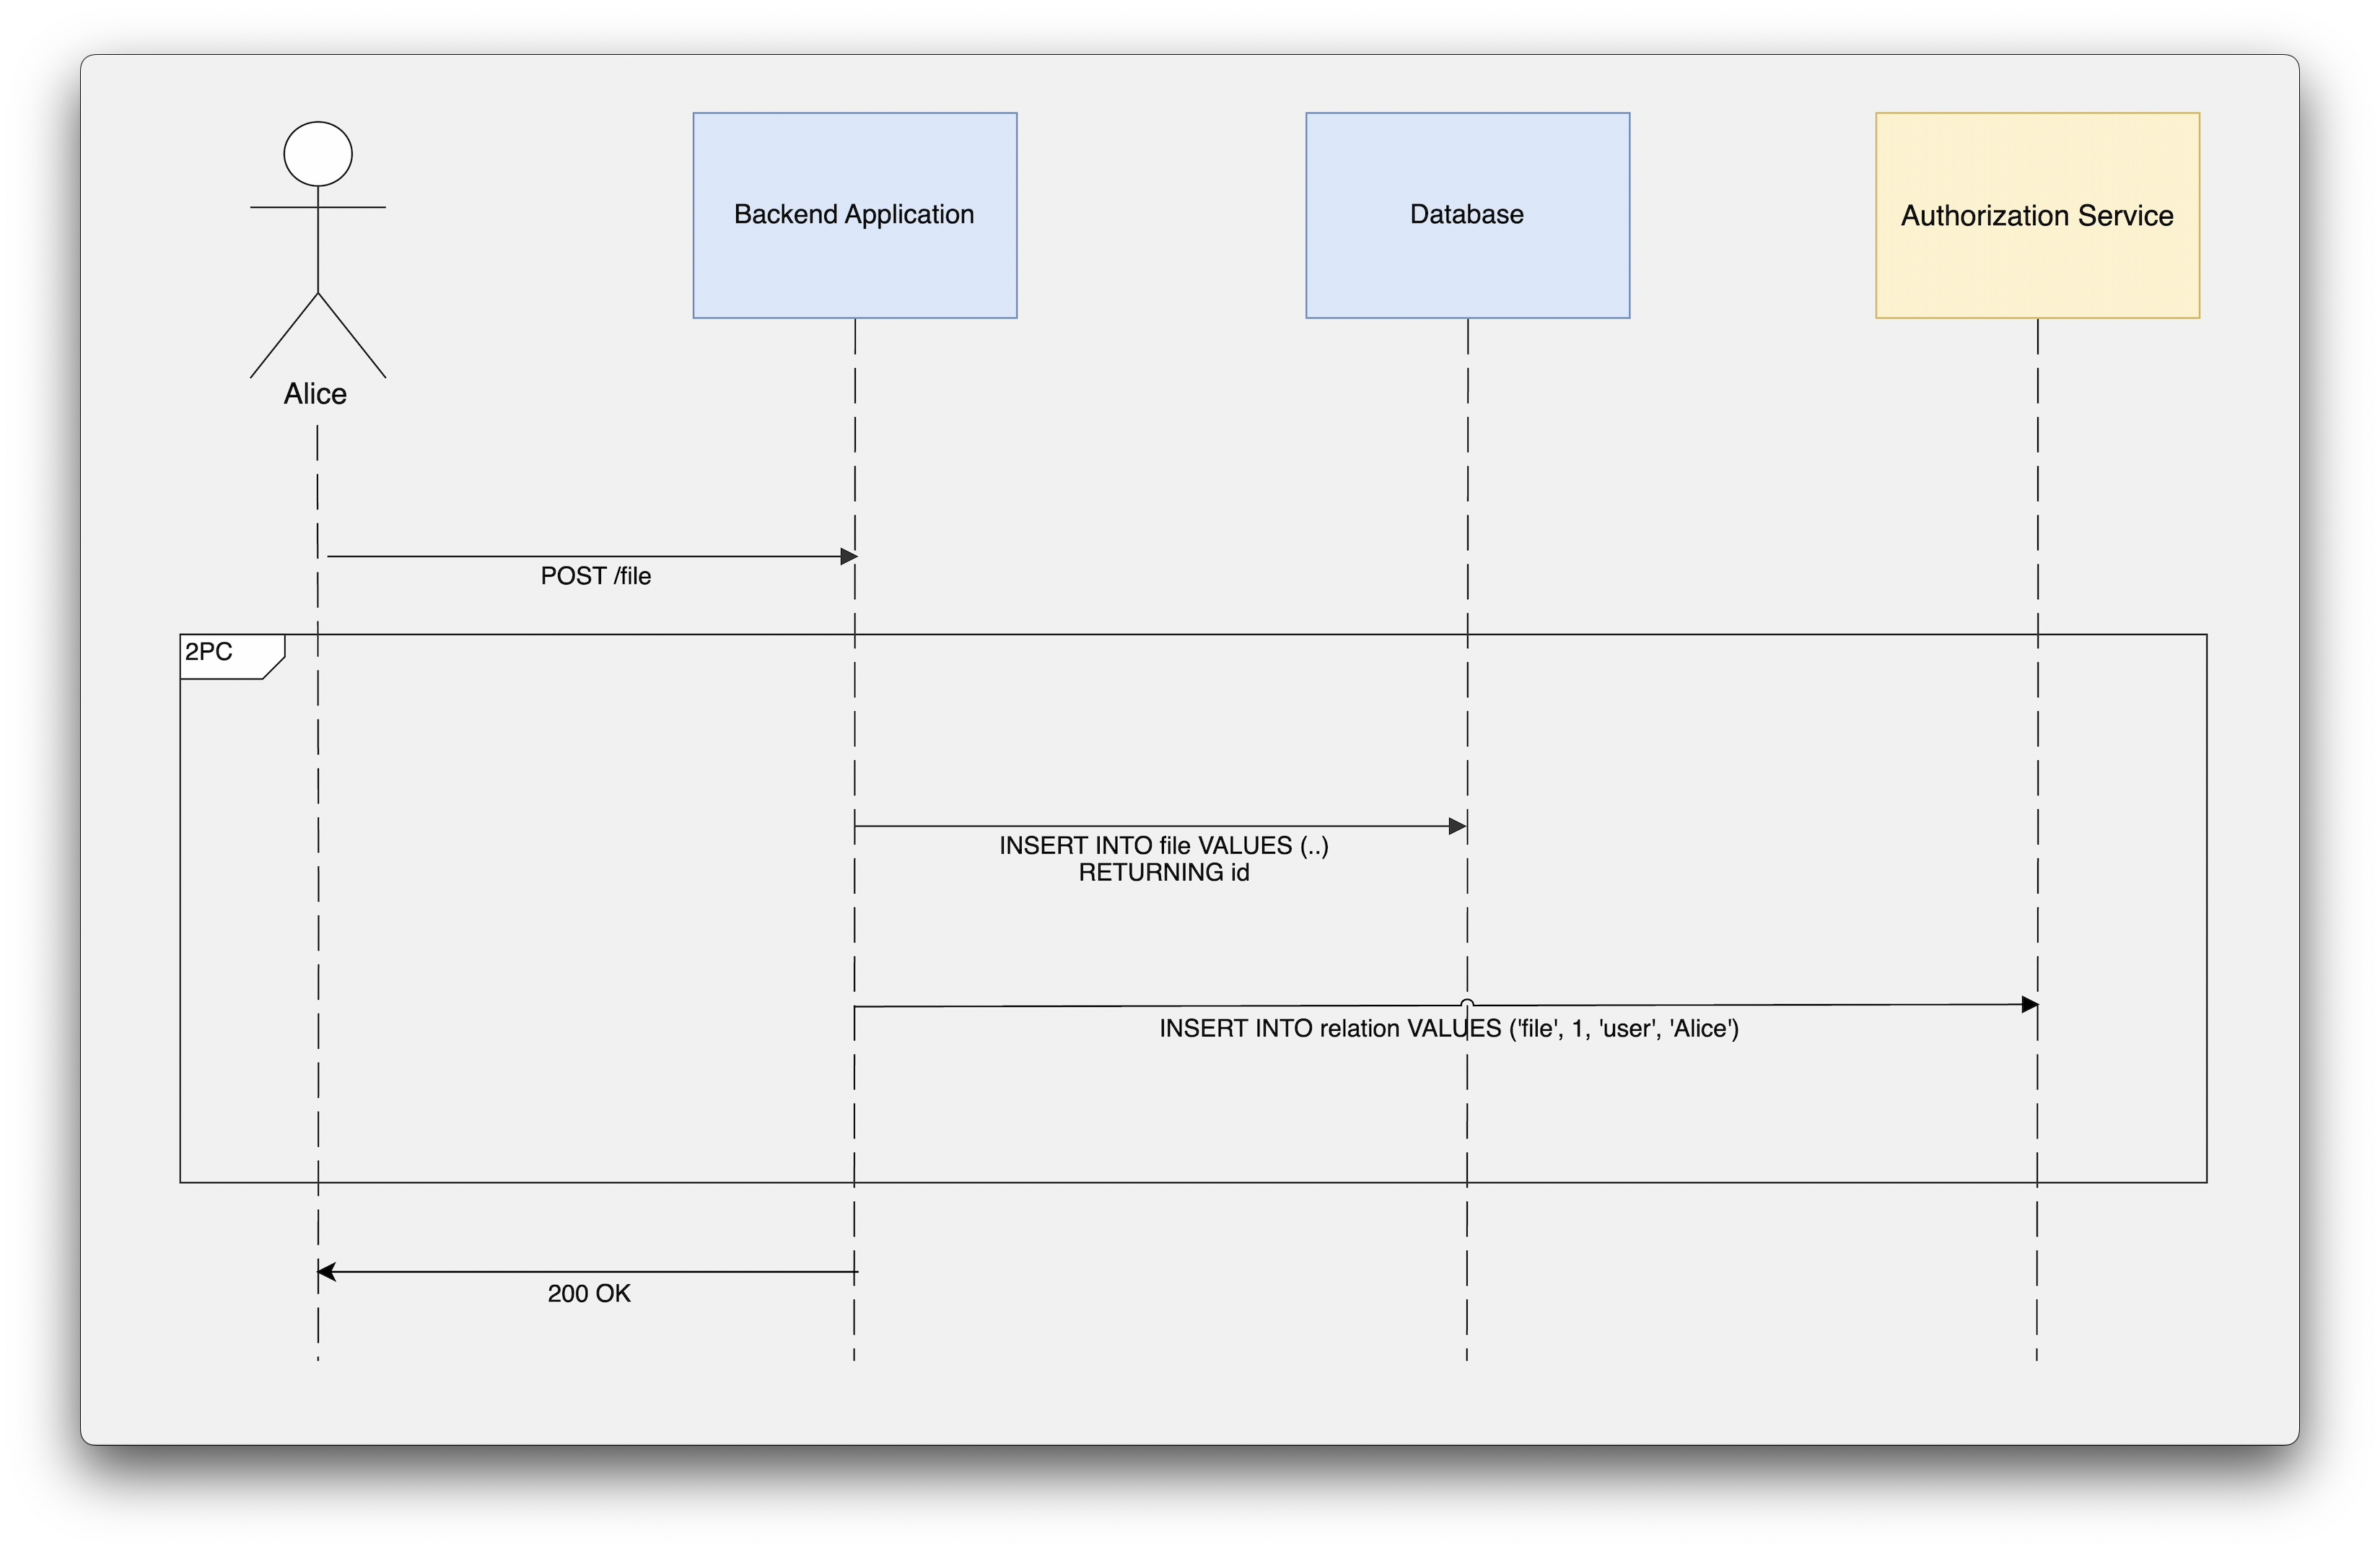 Backend Application
Database
Authorization Service
Alice
POST /file
2PC
INSERT INTO file VALUES (..)
RETURNING id
INSERT INTO relation VALUES ('file', 1, 'user', 'Alice')
200 OK